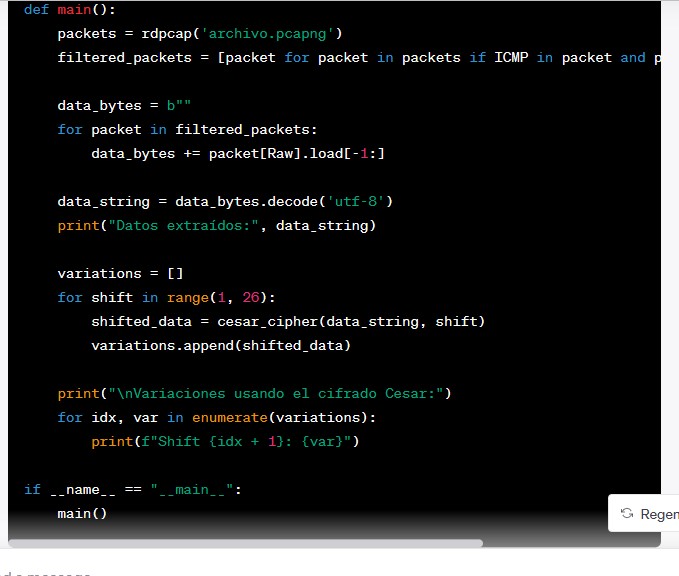 def main():
    packets = rdpcap('archivo.pcapng')
    filtered_packets = [packet for packet in packets if ICMP in packet and p
    data_bytes = b""
    for packet in filtered_packets:
        data_bytes += packet[Raw].load[-1:]
    data_string = data_bytes.decode('utf-8')
    print("Datos extraídos:", data_string)
    variations = []
    for shift in range(1, 26):
        shifted_data = cesar_cipher(data_string, shift)
        variations.append(shifted_data)
    print("\nVariaciones usando el cifrado Cesar:")
    for idx, var in enumerate(variations):
        print(f"Shift {idx + 1}: {var}")
if __name__ == "__main__":
    main()
Regen